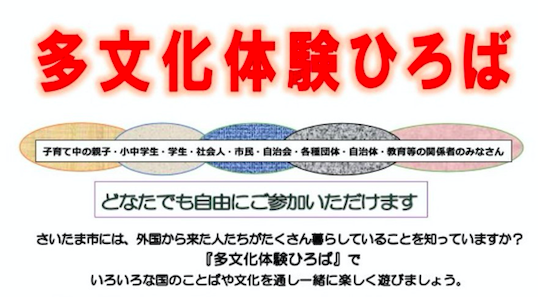 多文化体験ひろば
子育て中の親子・小中学生・学生・社会人・市民・自治会・各種団体・自治体・教育等の関係者のみなさん
どなたでも自由にご参加いただけます
さいたま市には、外国から来た人たちがたくさん暮らしていることを知っていますか？
『多文化体験ひろば』で
いろいろな国のことばや文化を通し一緒に楽しく遊びましょう。